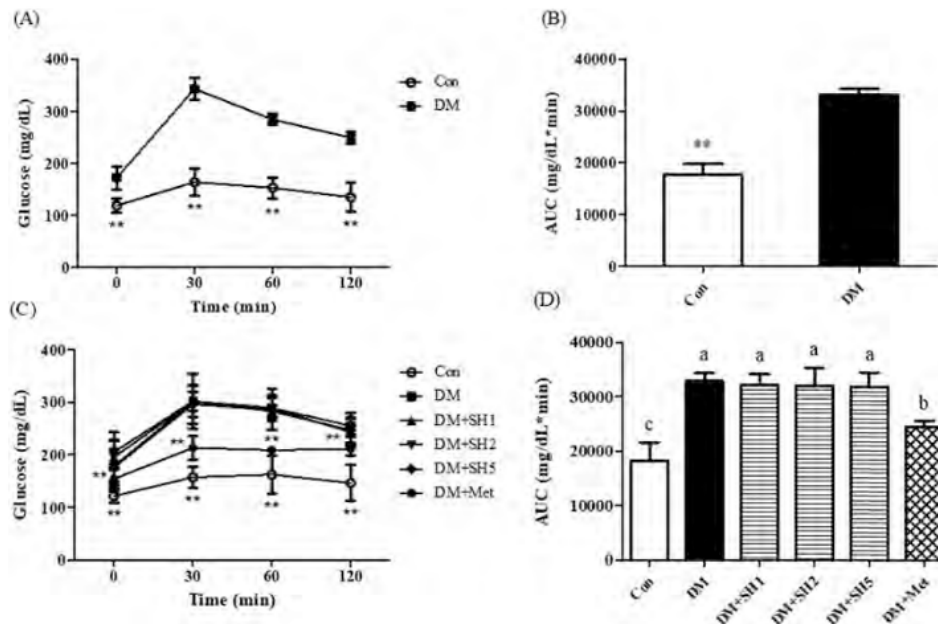 (A)
400
300
200
100
0
Glucose (mg/dL)
**
**
**
**
0
30
60
120
Time (min)
Con
DM
(B)
40000
30000
20000
10000
0
AUC (mg/dL*min)
**
Con
DM
(C)
400
300
200
100
0
Glucose (mg/dL)
**
**
**
**
**
**
**
**
0
30
60
120
Time (min)
Con
DM
DM+SH1
DM+SH2
DM+SH5
DM+Met
(D)
40000
30000
20000
10000
0
AUC (mg/dL* min)
c
a
a
a
a
b
Con
DM
DM+SH1
DM+SH2
DM+SH5
DM+Met